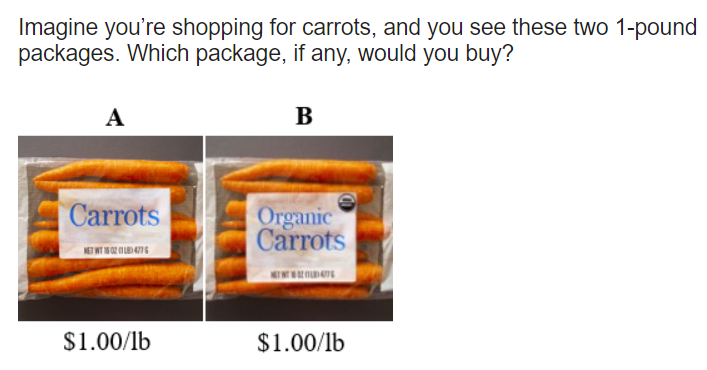 Imagine you’re shopping for carrots, and you see these two 1-pound
packages. Which package, if any, would you buy?
A
B
Carrots
NET WT 16 OZ (1 LB) 477 G
Organic
Carrots
NET WT 16 OZ (1 LB) 477 G
$1.00/lb
$1.00/lb